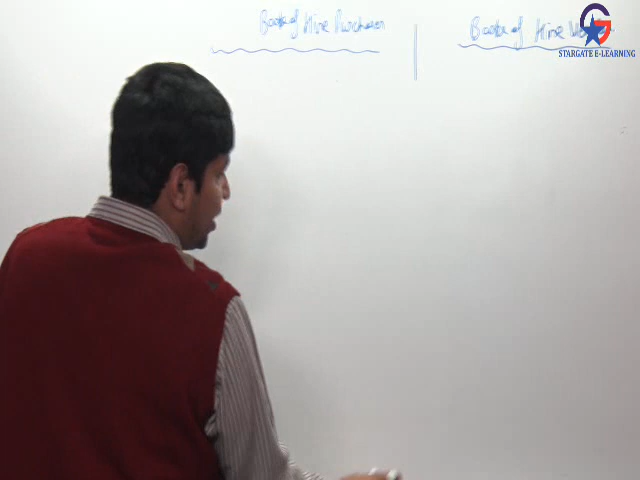 Books of Hire Purchaser
Books of Hire
STARGATE E-LEARNING